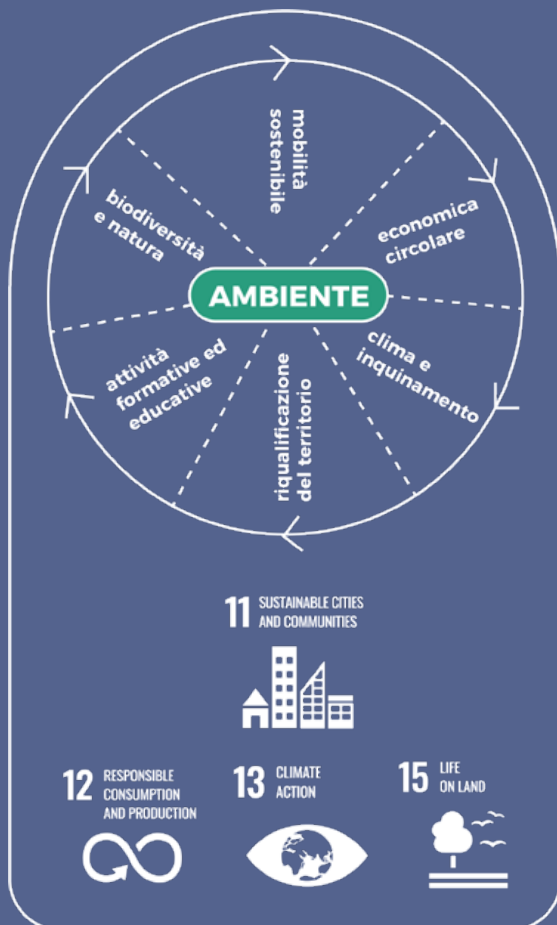 mobilità
sostenibile
economica
circolare
clima e
inquinamento
riqualificazione
del territorio
attività
formative ed
educative
biodiversità
e natura
AMBIENTE
11 SUSTAINABLE CITIES
AND COMMUNITIES
12 RESPONSIBLE
CONSUMPTION
AND PRODUCTION
13 CLIMATE
ACTION
15 LIFE
ON LAND